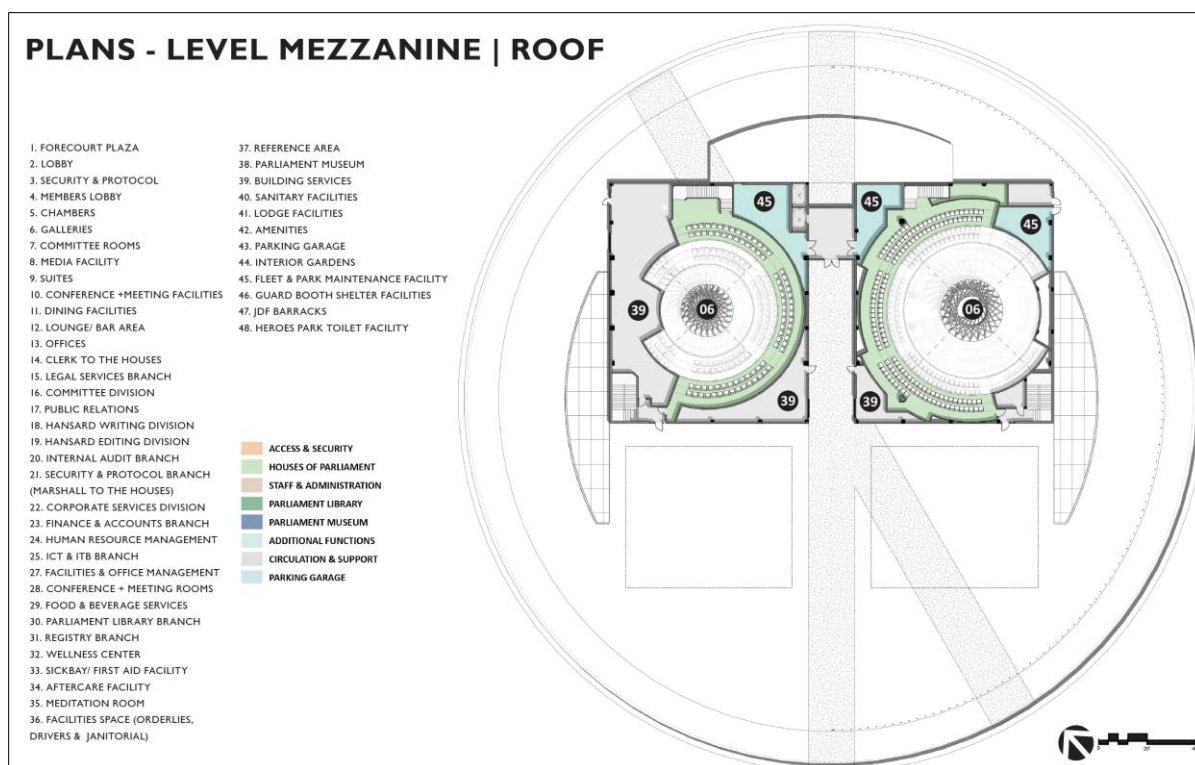 PLANS - LEVEL MEZZANINE | ROOF
1. FORECOURT PLAZA
2. LOBBY
3. SECURITY & PROTOCOL
4. MEMBERS LOBBY
5. CHAMBERS
6. GALLERIES
7. COMMITTEE ROOMS
8. MEDIA FACILITY
9. SUITES
10. CONFERENCE +MEETING FACILITIES
11. DINING FACILITIES
12. LOUNGE/ BAR AREA
13. OFFICES
14. CLERK TO THE HOUSES
15. LEGAL SERVICES BRANCH
16. COMMITTEE DIVISION
17. PUBLIC RELATIONS
18. HANSARD WRITING DIVISION
19. HANSARD EDITING DIVISION
20. INTERNAL AUDIT BRANCH
21. SECURITY & PROTOCOL BRANCH
(MARSHALL TO THE HOUSES)
22. CORPORATE SERVICES DIVISION
23. FINANCE & ACCOUNTS BRANCH
24. HUMAN RESOURCE MANAGEMENT
25. ICT & ITB BRANCH
27. FACILITIES & OFFICE MANAGEMENT
28. CONFERENCE + MEETING ROOMS
29. FOOD & BEVERAGE SERVICES
30. PARLIAMENT LIBRARY BRANCH
31. REGISTRY BRANCH
32. WELLNESS CENTER
33. SICKBAY/ FIRST AID FACILITY
34. AFTERCARE FACILITY
35. MEDITATION ROOM
36. FACILITIES SPACE (ORDERLIES,
DRIVERS & JANITORIAL)
37. REFERENCE AREA
38. PARLIAMENT MUSEUM
39. BUILDING SERVICES
40. SANITARY FACILITIES
41. LODGE FACILITIES
42. AMENITIES
43. PARKING GARAGE
44. INTERIOR GARDENS
45. FLEET & PARK MAINTENANCE FACILITY
46. GUARD BOOTH SHELTER FACILITIES
47. JDF BARRACKS
48. HEROES PARK TOILET FACILITY
ACCESS & SECURITY
HOUSES OF PARLIAMENT
STAFF & ADMINISTRATION
PARLIAMENT LIBRARY
PARLIAMENT MUSEUM
ADDITIONAL FUNCTIONS
CIRCULATION & SUPPORT
PARKING GARAGE
45
45
45
39
06
06
39
39